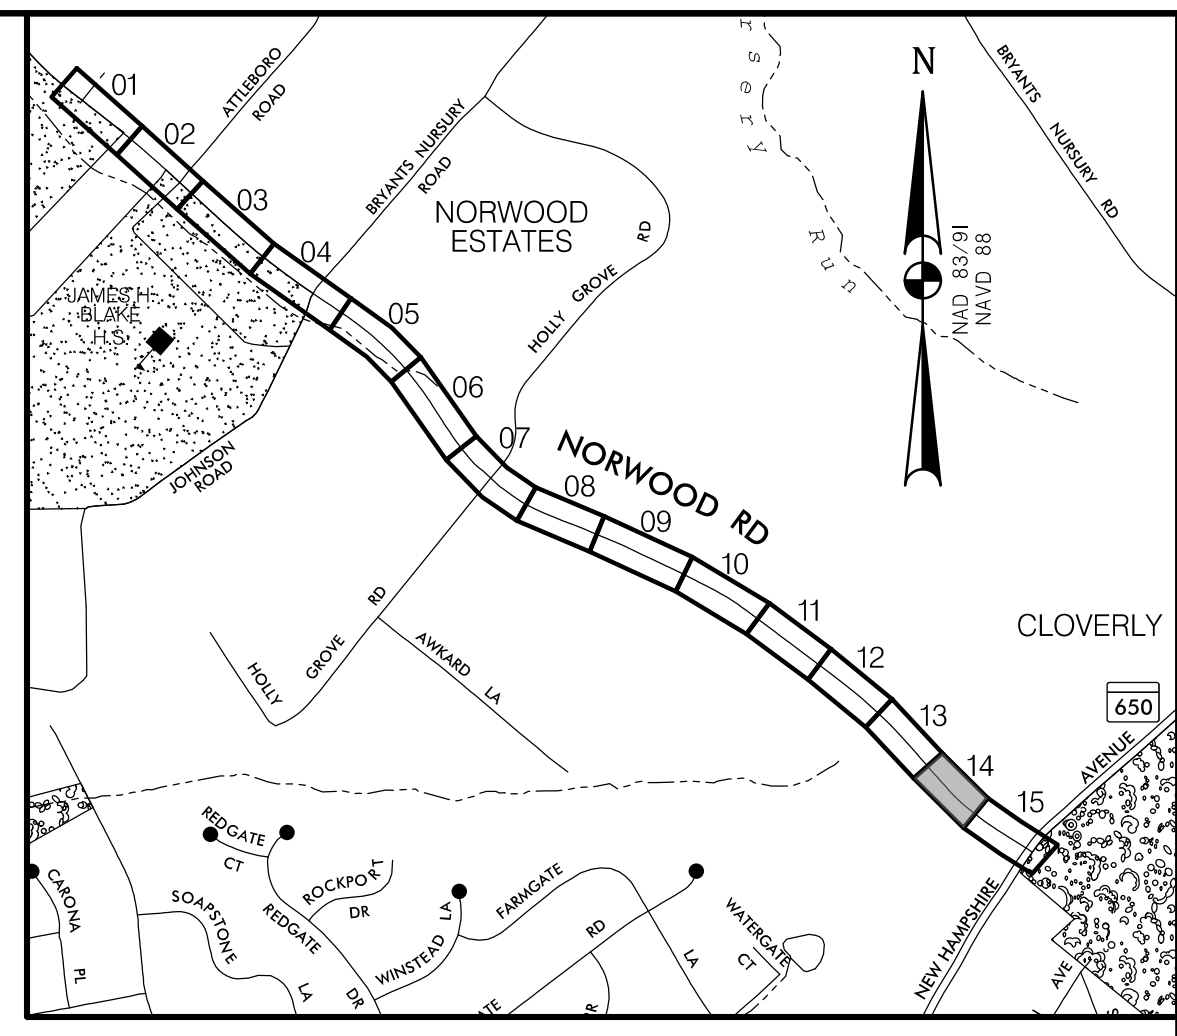 01
02
03
04
05
06
07
08
09
10
11
12
13
14
15
ATTLEBORO
ROAD
BRYANTS NURSURY
ROAD
NORWOOD
ESTATES
HOLLY GROVE RD
rsery
Run
N
NAD 83/91
NAVD 88
BRYANTS NURSURY RD
JAMES H.
BLAKE
H.S.
JOHNSON
ROAD
NORWOOD RD
CLOVERLY
650
HOLLY GROVE RD
AWKARD LA
NEW HAMPSHIRE AVENUE
REDGATE
CT
ROCKPORT
DR
CARONA PL
SOAPSTONE LA
REDGATE DR
WINSTEAD LA
FARMGATE LA
RD
WATERGATE
CT
AVE